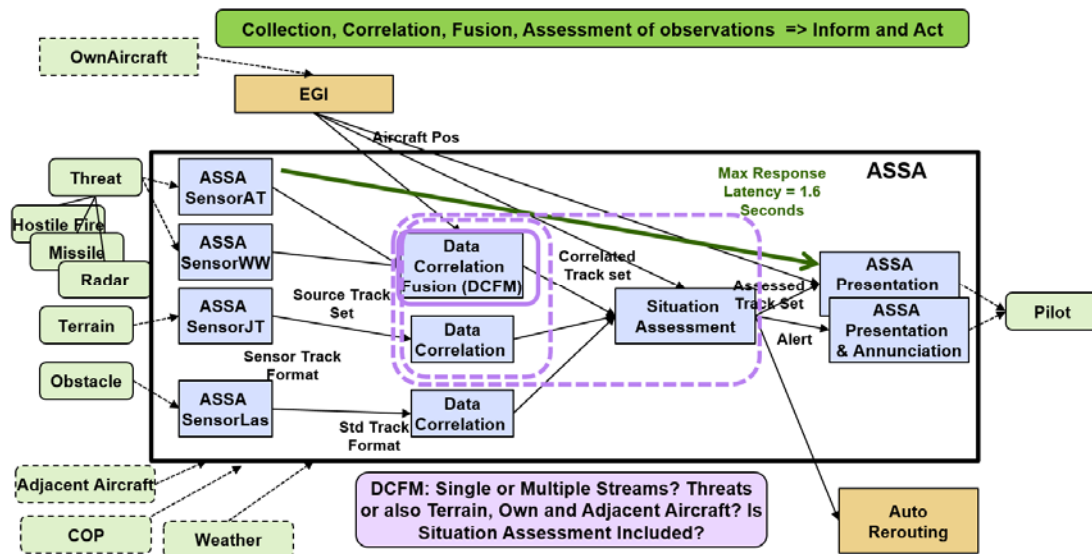 Collection, Correlation, Fusion, Assessment of observations => Inform and Act
OwnAircraft
EGI
Aircraft Pos
ASSA
Threat
Hostile Fire
Missile
Radar
Terrain
Obstacle
ASSA
SensorAT
ASSA
SensorWW
ASSA
SensorJT
ASSA
SensorLas
Source Track
Set
Sensor Track
Format
Std Track
Format
Data
Correlation
Fusion (DCFM)
Data
Correlation
Data
Correlation
Correlated
Track set
Situation
Assessment
Max Response
Latency = 1.6
Seconds
Assessed
Track Set
Alert
ASSA
Presentation
ASSA
Presentation
& Annunciation
Pilot
Adjacent Aircraft
COP
Weather
DCFM: Single or Multiple Streams? Threats
or also Terrain, Own and Adjacent Aircraft? Is
Situation Assessment Included?
Auto
Rerouting